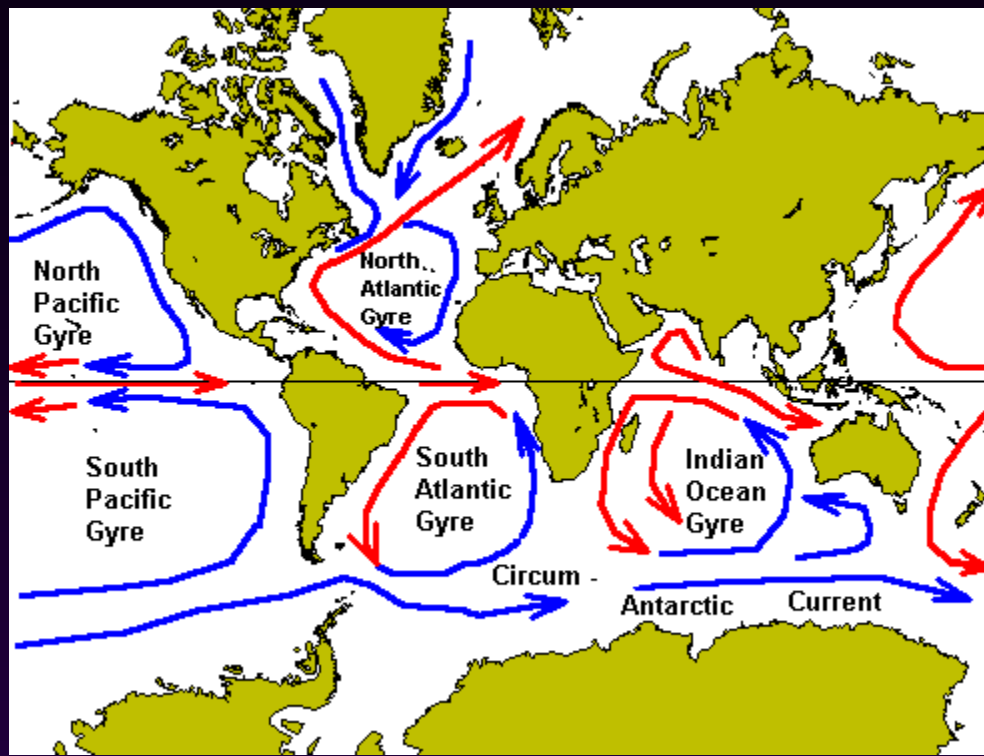 North
Pacific
Gyre
North
Atlantic
Gyre
South
Pacific
Gyre
South
Atlantic
Gyre
Indian
Ocean
Gyre
Circum -
Antarctic Current